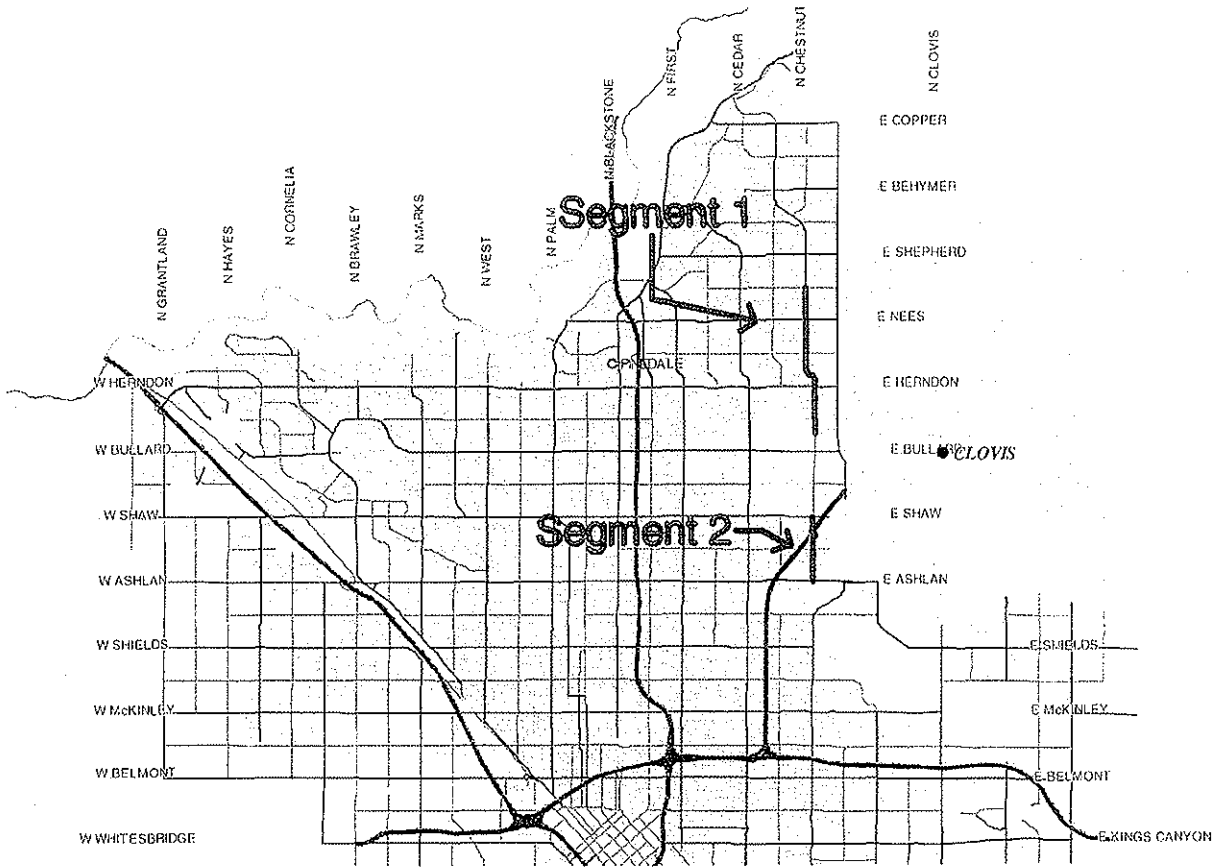 N CHESTNUT
N FIRST
N CEDAR
N CLOVIS
N BLACKSTONE
E COPPER
N CORNELIA
E BEHYMER
N BRAWLEY
N MARKS
N PALM
Segment 1
N GRANTLAND
N HAYES
N WEST
E SHEPHERD
E NEES
PINEDALE
W HERNDON
E HERNDON
W BULLARD
E BULLARD
CLOVIS
W SHAW
E SHAW
Segment 2
W ASHLAN
E ASHLAN
W SHIELDS
E SHIELDS
W McKINLEY
E McKINLEY
W BELMONT
E BELMONT
W WHITESBRIDGE
E KINGS CANYON